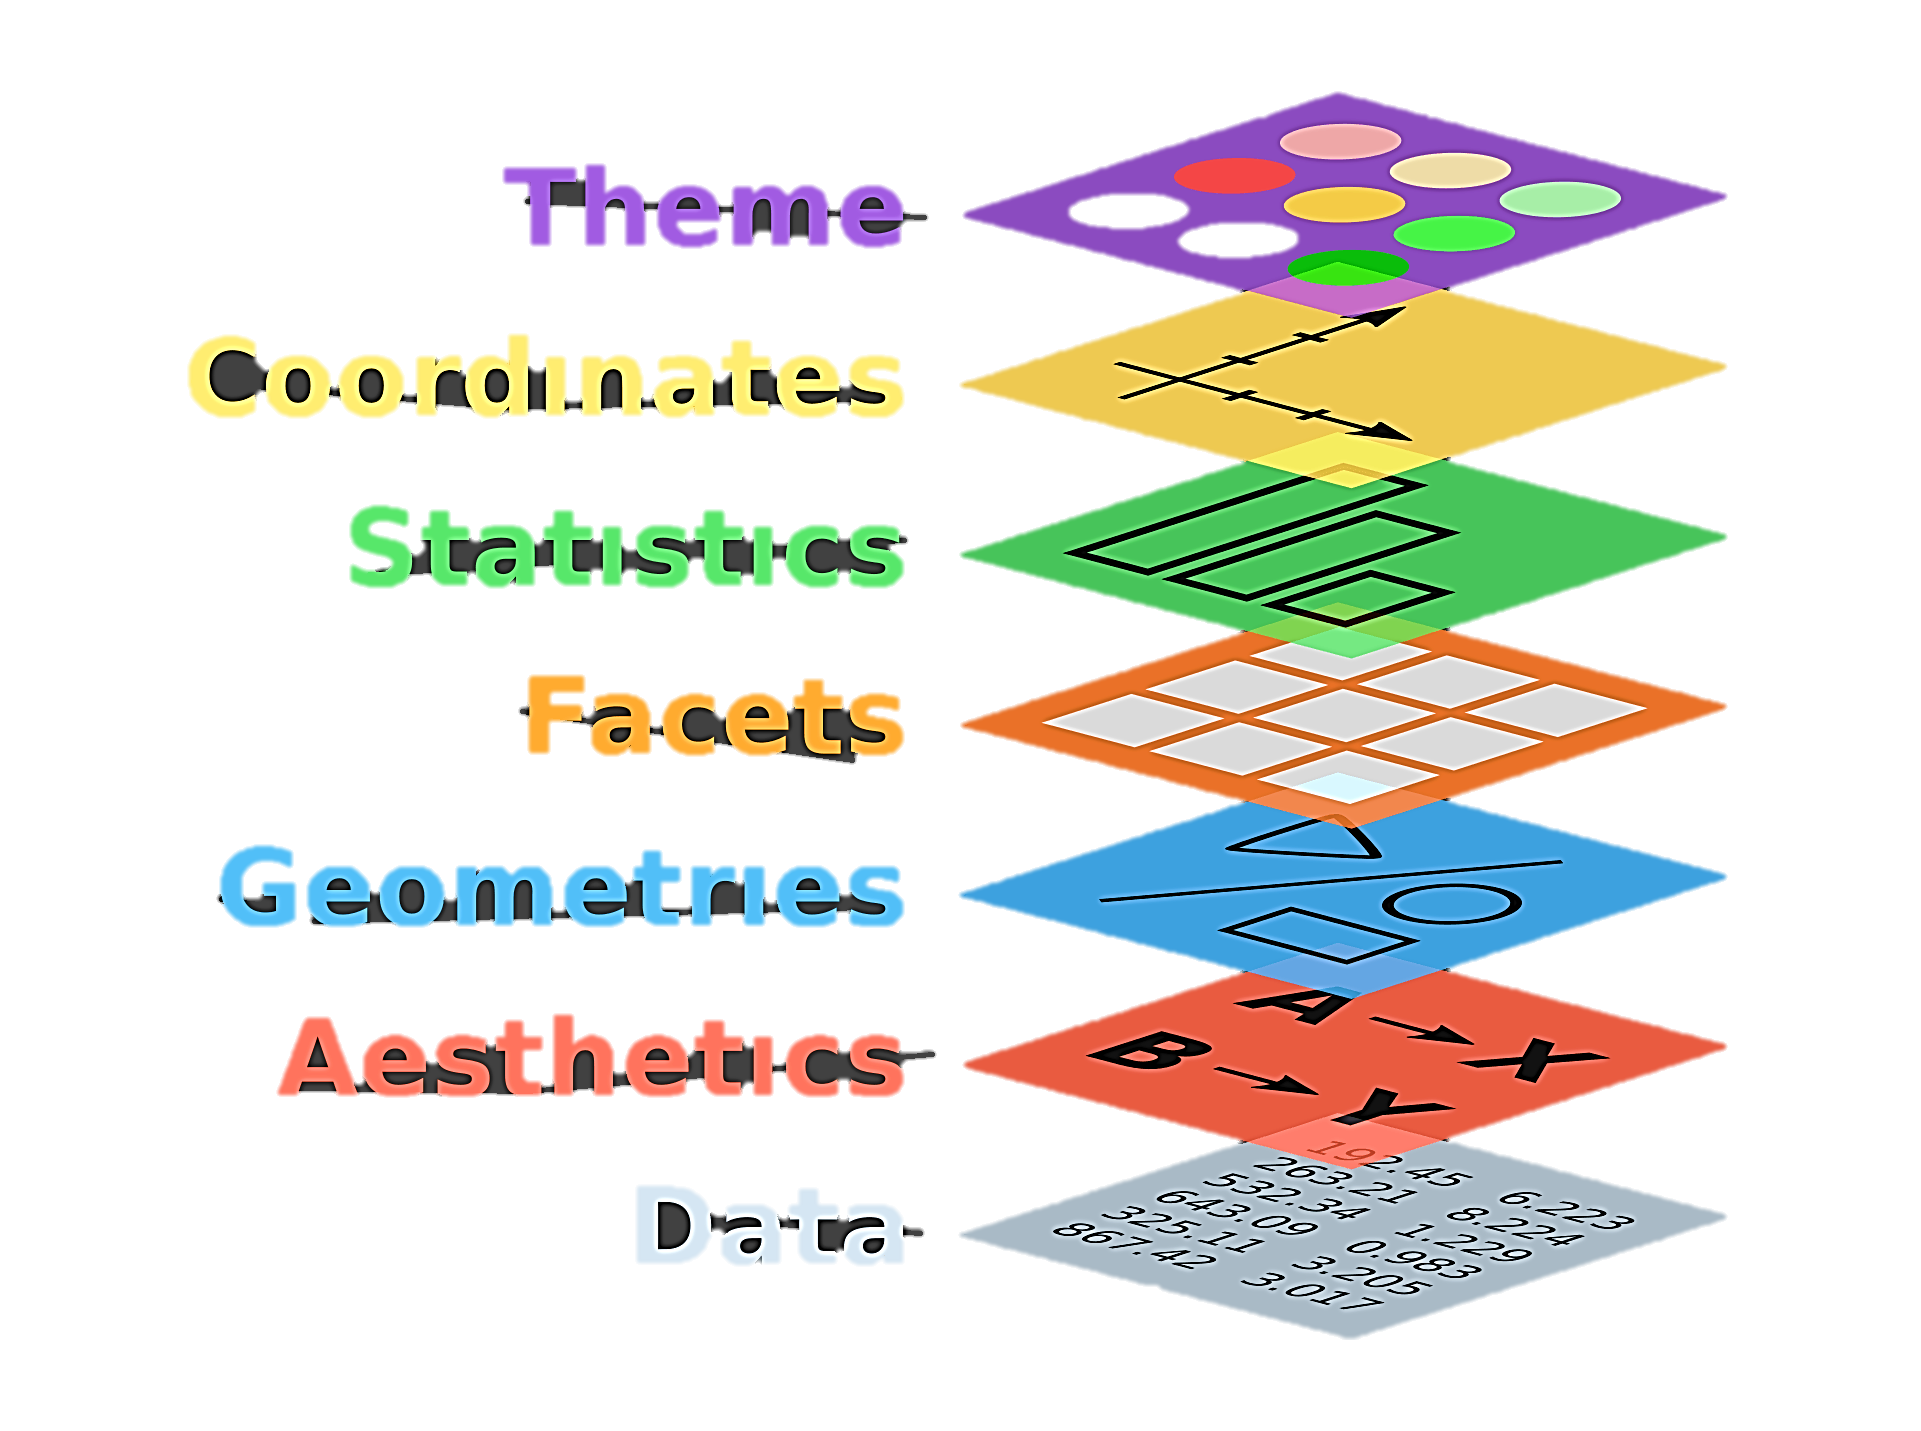 Theme
Coordinates
Statistics
Facets
Geometries
Aesthetics
A → X
B → Y
Data
192.45 6.223
263.21 8.224
532.34 1.229
643.09 0.983
325.11 3.205
867.42 3.017